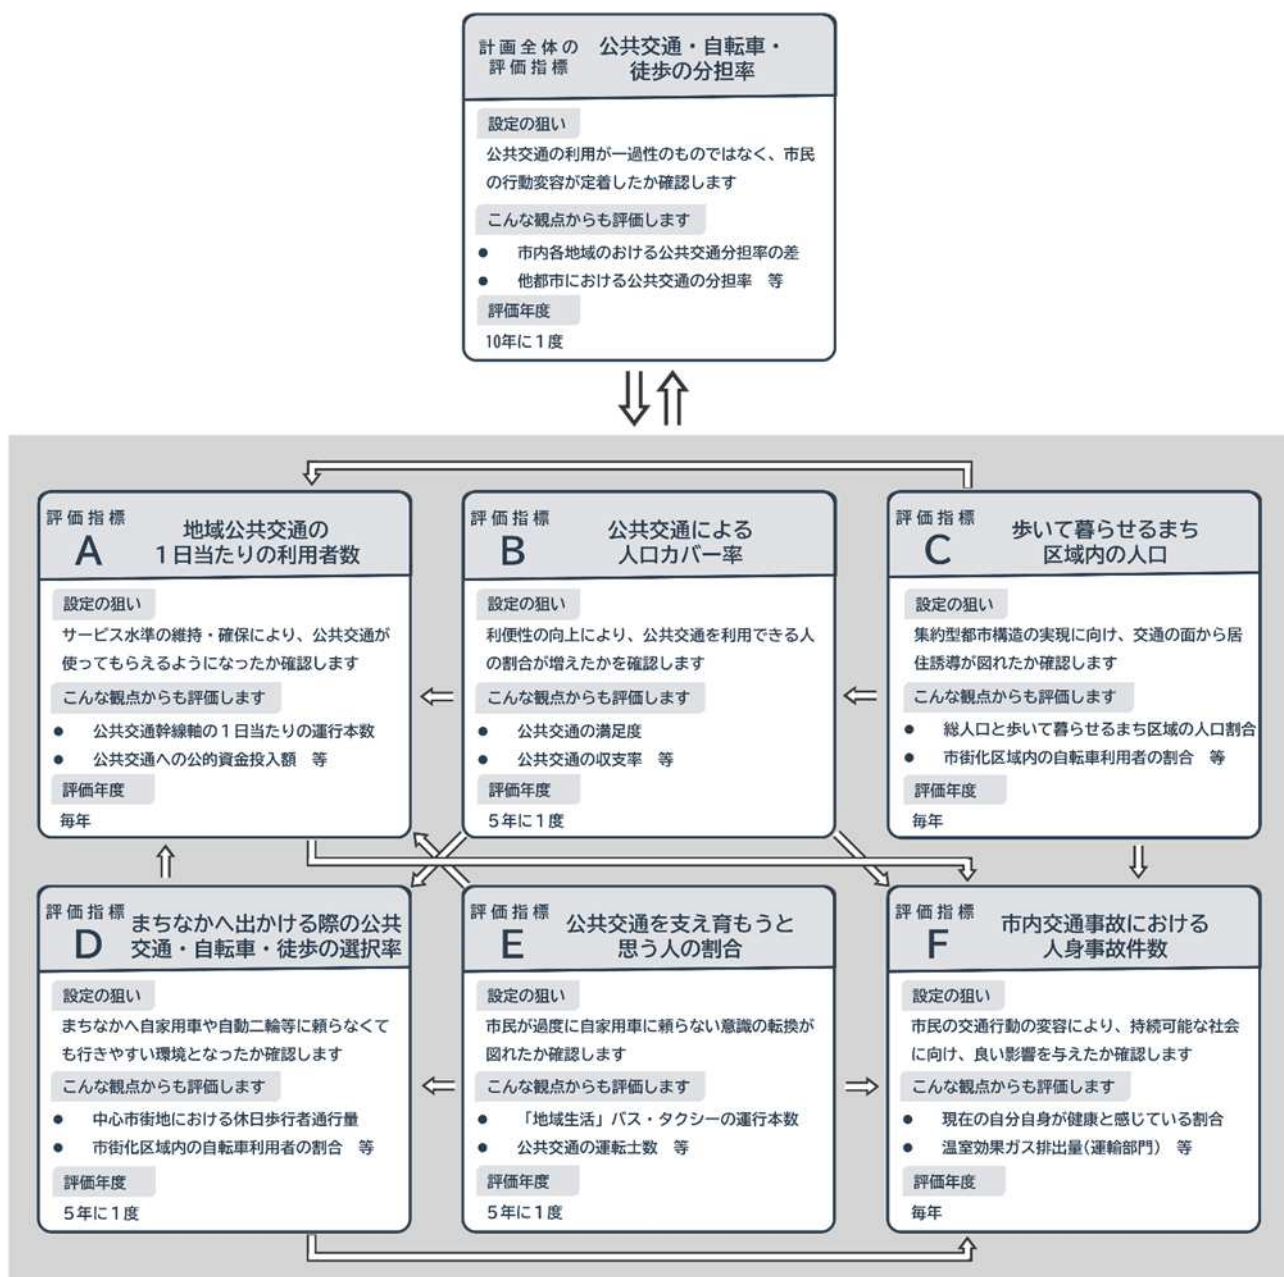 計画全体の
評価指標
公共交通・自転車・
徒歩の分担率
設定の狙い
公共交通の利用が一過性のものではなく、市民
の行動変容が定着したか確認します
こんな観点からも評価します
● 市内各地域のおける公共交通分担率の差
● 他都市における公共交通の分担率 等
評価年度
10年に1度
評価指標
A
地域公共交通の
1日当たりの利用者数
設定の狙い
サービス水準の維持・確保により、公共交通が
使ってもらえるようになったか確認します
こんな観点からも評価します
● 公共交通幹線軸の1日当たりの運行本数
● 公共交通への公的資金投入額 等
評価年度
毎年
評価指標
B
公共交通による
人口カバー率
設定の狙い
利便性の向上により、公共交通を利用できる人
の割合が増えたかを確認します
こんな観点からも評価します
● 公共交通の満足度
● 公共交通の収支率 等
評価年度
5年に1度
評価指標
C
歩いて暮らせるまち
区域内の人口
設定の狙い
集約型都市構造の実現に向け、交通の面から居
住誘導が図れたか確認します
こんな観点からも評価します
● 総人口と歩いて暮らせるまち区域の人口割合
● 市街化区域内の自転車利用者の割合 等
評価年度
毎年
評価指標
D
まちなかへ出かける際の公共
交通・自転車・徒歩の選択率
設定の狙い
まちなかへ自家用車や自動二輪等に頼らなくて
も行きやすい環境となったか確認します
こんな観点からも評価します
● 中心市街地における休日歩行者通行量
● 市街化区域内の自転車利用者の割合 等
評価年度
5年に1度
評価指標
E
公共交通を支え育もうと
思う人の割合
設定の狙い
市民が過度に自家用車に頼らない意識の転換が
図れたか確認します
こんな観点からも評価します
● 「地域生活」バス・タクシーの運行本数
● 公共交通の運転士数 等
評価年度
5年に1度
評価指標
F
市内交通事故における
人身事故件数
設定の狙い
市民の交通行動の変容により、持続可能な社会
に向け、良い影響を与えたか確認します
こんな観点からも評価します
● 現在の自分自身が健康と感じている割合
● 温室効果ガス排出量(運輸部門) 等
評価年度
毎年